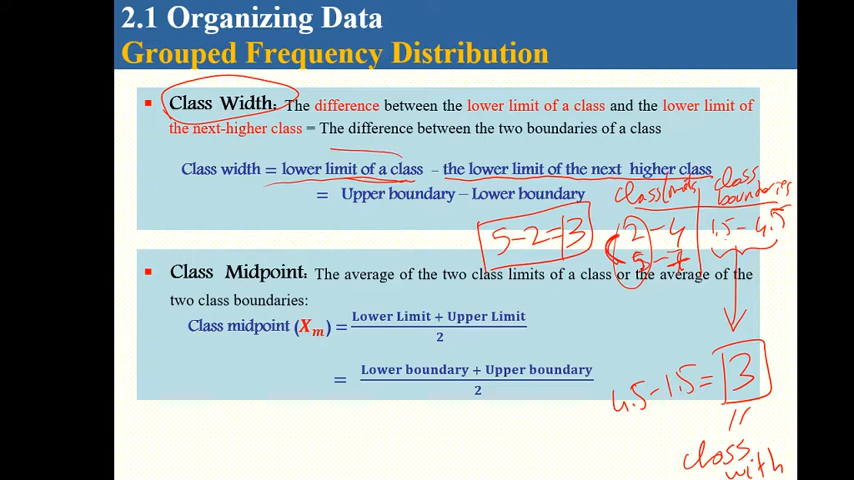 2.1 Organizing Data
Grouped Frequency Distribution
▪ Class Width: The difference between the lower limit of a class and the lower limit of
the next-higher class = The difference between the two boundaries of a class
Class width = lower limit of a class – the lower limit of the next higher class
= Upper boundary – Lower boundary
class limits
class
boundaries
5-2=3
2-4
1.5-4.5
5-7
▪ Class Midpoint: The average of the two class limits of a class or the average of the
two class boundaries:
Class midpoint (Xm) = Lower Limit + Upper Limit
2
= Lower boundary + Upper boundary
2
4.5-1.5=3
class
with